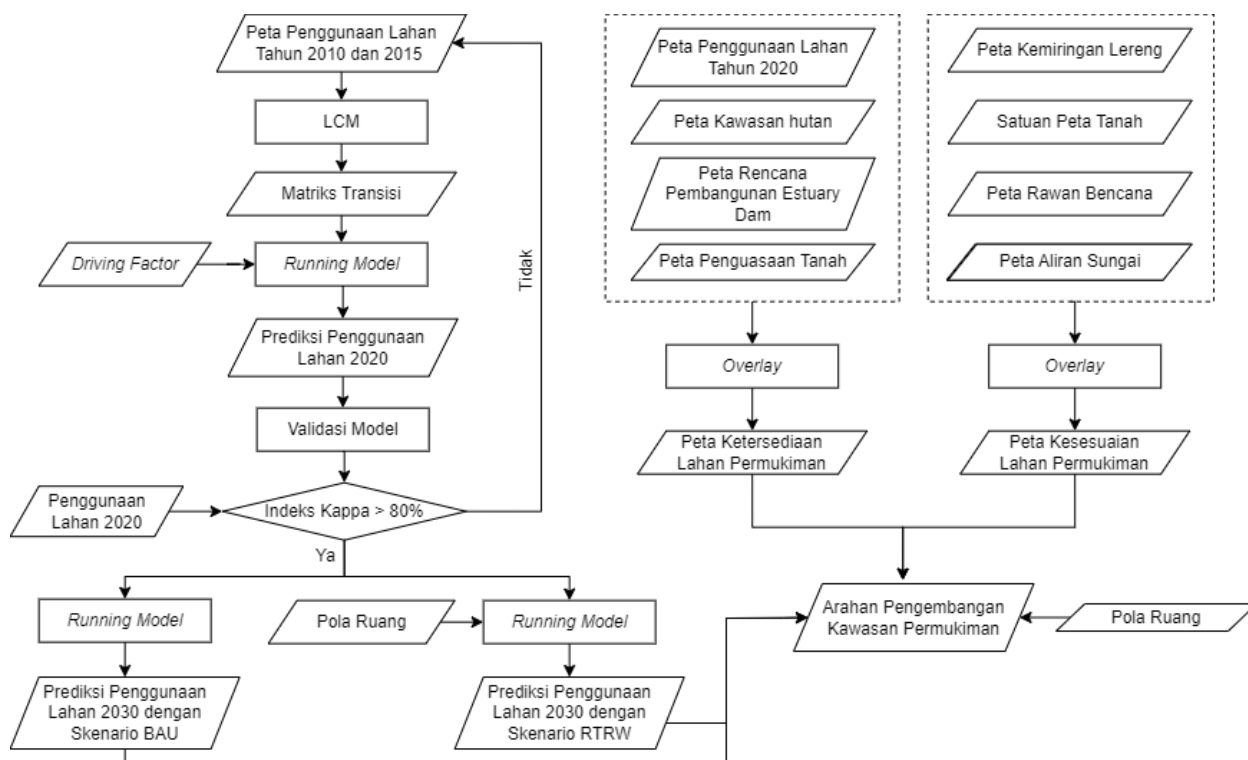 Peta Penggunaan Lahan
Tahun 2010 dan 2015
LCM
Matriks Transisi
Driving Factor
Running Model
Tidak
Prediksi Penggunaan
Lahan 2020
Validasi Model
Penggunaan
Lahan 2020
Indeks Kappa > 80%
Ya
Running Model
Pola Ruang
Running Model
Prediksi Penggunaan
Lahan 2030 dengan
Skenario BAU
Prediksi Penggunaan
Lahan 2030 dengan
Skenario RTRW
Peta Penggunaan Lahan
Tahun 2020
Peta Kawasan hutan
Peta Rencana
Pembangunan Estuary
Dam
Peta Penguasaan Tanah
Overlay
Peta Ketersediaan
Lahan Permukiman
Peta Kemiringan Lereng
Satuan Peta Tanah
Peta Rawan Bencana
Peta Aliran Sungai
Overlay
Peta Kesesuaian
Lahan Permukiman
Arahan Pengembangan
Kawasan Permukiman
Pola Ruang